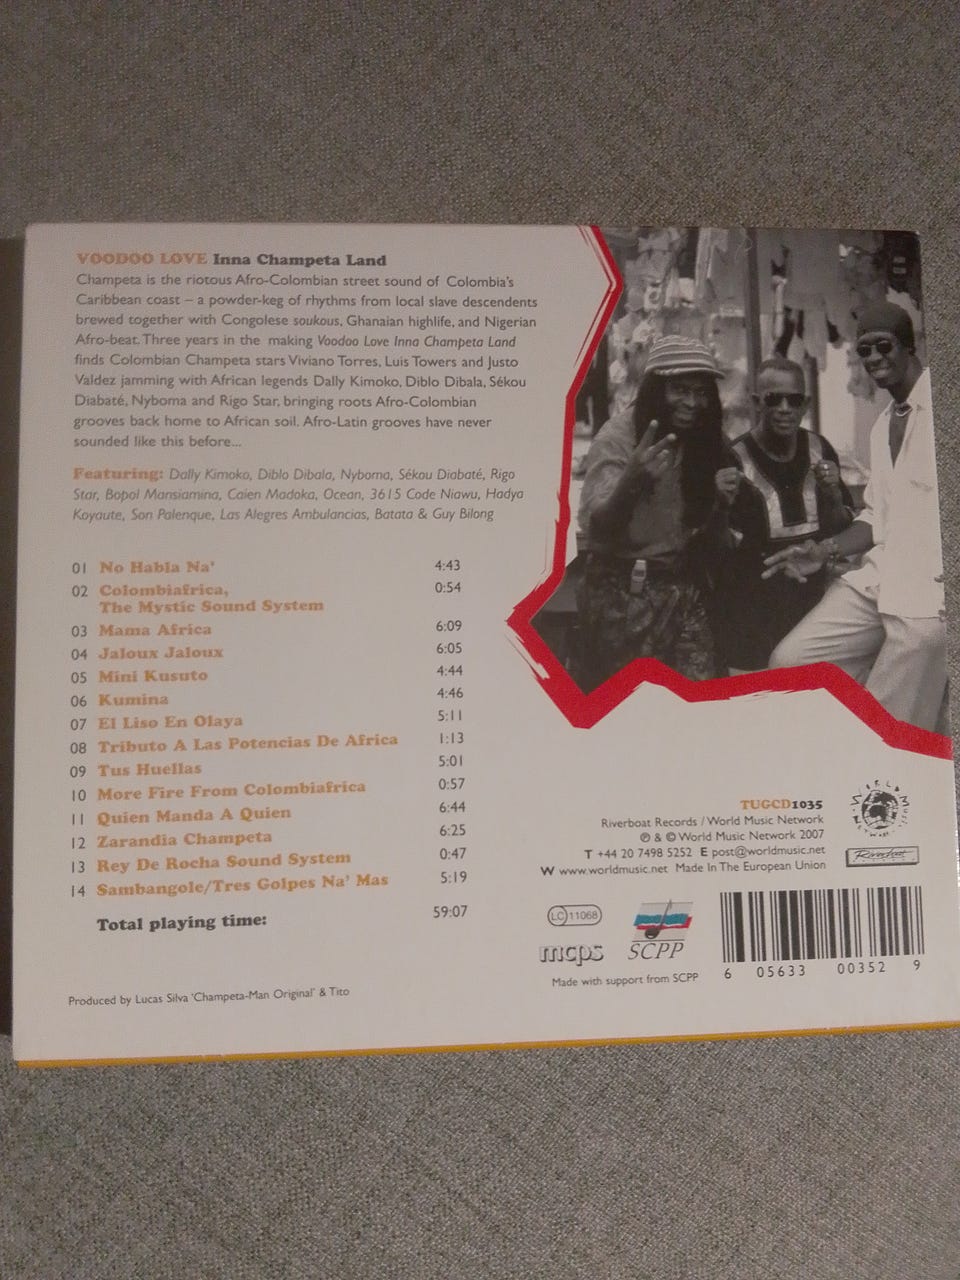 VOODOO LOVE Inna Champeta Land
Champeta is the riotous Afro-Colombian street sound of Colombia's
Caribbean coast – a powder-keg of rhythms from local slave descendents
brewed together with Congolese soukous, Ghanaian highlife, and Nigerian
Afro-beat. Three years in the making Voodoo Love Inna Champeta Land
finds Colombian Champeta stars Viviano Torres, Luis Towers and Justo
Valdez jamming with African legends Dally Kimoko, Diblo Dibala, Sékou
Diabaté, Nyboma and Rigo Star, bringing roots Afro-Colombian
grooves back home to African soil. Afro-Latin grooves have never
sounded like this before...
Featuring: Dally Kimoko, Diblo Dibala, Nyboma, Sékou Diabaté, Rigo
Star, Bopol Mansiamina, Caien Madoka, Ocean, 3615 Code Niawu, Hadya
Koyaute, Son Palenque, Las Alegres Ambulancias, Batata & Guy Bilong
01 No Habla Na' 4:43
02 Colombiafrica, 0:54
The Mystic Sound System
03 Mama Africa 6:09
04 Jaloux Jaloux 6:05
05 Mini Kusuto 4:44
06 Kumina 4:46
07 El Liso En Olaya 5:11
08 Tributo A Las Potencias De Africa 1:13
09 Tus Huellas 5:01
10 More Fire From Colombiafrica 0:57
11 Quien Manda A Quien 6:44
12 Zarandia Champeta 6:25
13 Rey De Rocha Sound System 0:47
14 Sambangole/Tres Golpes Na' Mas 5:19
Total playing time: 59:07
Produced by Lucas Silva 'Champeta-Man Original' & Tito
TUGCD1035
Riverboat Records / World Music Network
℗ & © World Music Network 2007
T +44 20 7498 5252 E post@worldmusic.net
W www.worldmusic.net Made In The European Union
WORLD MUSIC NETWORK
Riverboat
LC 11068
mcps
SCPP
Made with support from SCPP
6 05633 00352 9